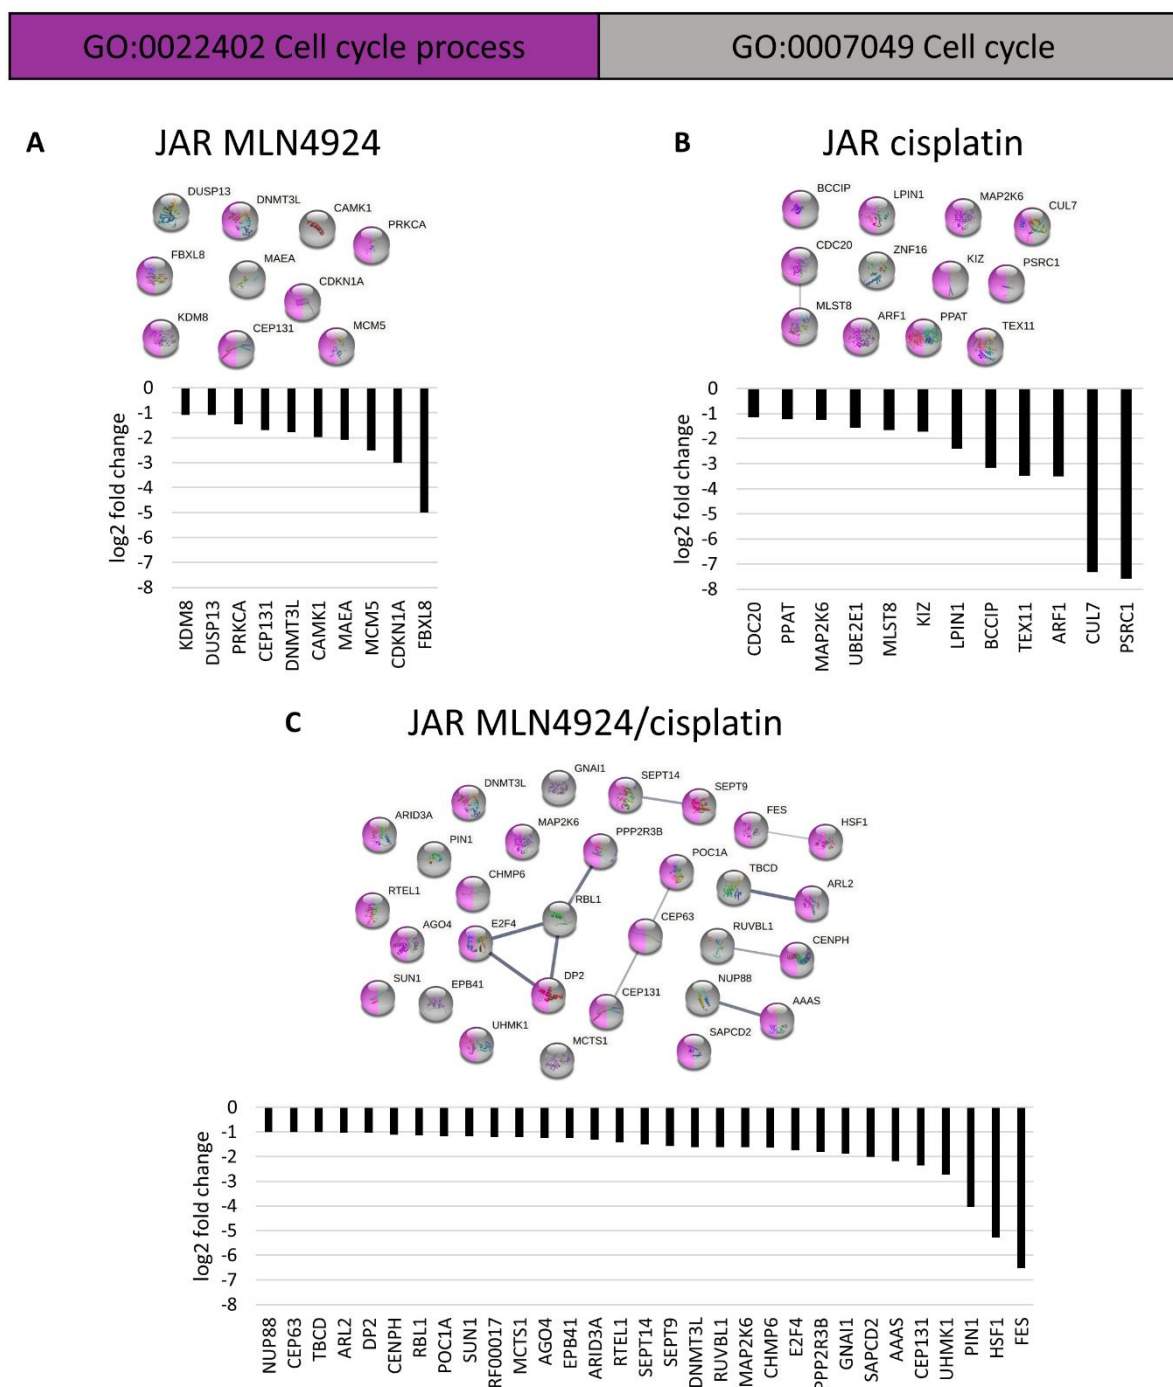 GO:0022402 Cell cycle process
GO:0007049 Cell cycle
A
JAR MLN4924
DUSP13
DNMT3L
CAMK1
PRKCA
FBXL8
MAEA
CDKN1A
KDM8
CEP131
MCM5
log2 fold change
0
-1
-2
-3
-4
-5
-6
-7
-8
KDM8
DUSP13
PRKCA
CEP131
DNMT3L
CAMK1
MAEA
MCM5
CDKN1A
FBXL8
B
JAR cisplatin
BCCIP
LPIN1
MAP2K6
CUL7
CDC20
ZNF16
KIZ
PSRC1
MLST8
ARF1
PPAT
TEX11
log2 fold change
0
-1
-2
-3
-4
-5
-6
-7
-8
CDC20
PPAT
MAP2K6
UBE2E1
MLST8
KIZ
LPIN1
BCCIP
TEX11
ARF1
CUL7
PSRC1
C
JAR MLN4924/cisplatin
GNAI1
SEPT14
DNMT3L
SEPT9
ARID3A
MAP2K6
FES
HSF1
PIN1
PPP2R3B
POC1A
TBCD
CHMP6
ARL2
RTEL1
RBL1
AGO4
E2F4
CEP63
RUVBL1
CENPH
SUN1
EPB41
DP2
CEP131
NUP88
AAAS
UHMK1
MCTS1
SAPCD2
log2 fold change
0
-1
-2
-3
-4
-5
-6
-7
-8
NUP88
CEP63
TBCD
ARL2
DP2
CENPH
RBL1
POC1A
SUN1
RF00017
MCTS1
AGO4
EPB41
ARID3A
RTEL1
SEPT14
SEPT9
DNMT3L
RUVBL1
MAP2K6
CHMP6
E2F4
PPP2R3B
GNAI1
SAPCD2
AAAS
CEP131
UHMK1
PIN1
HSF1
FES